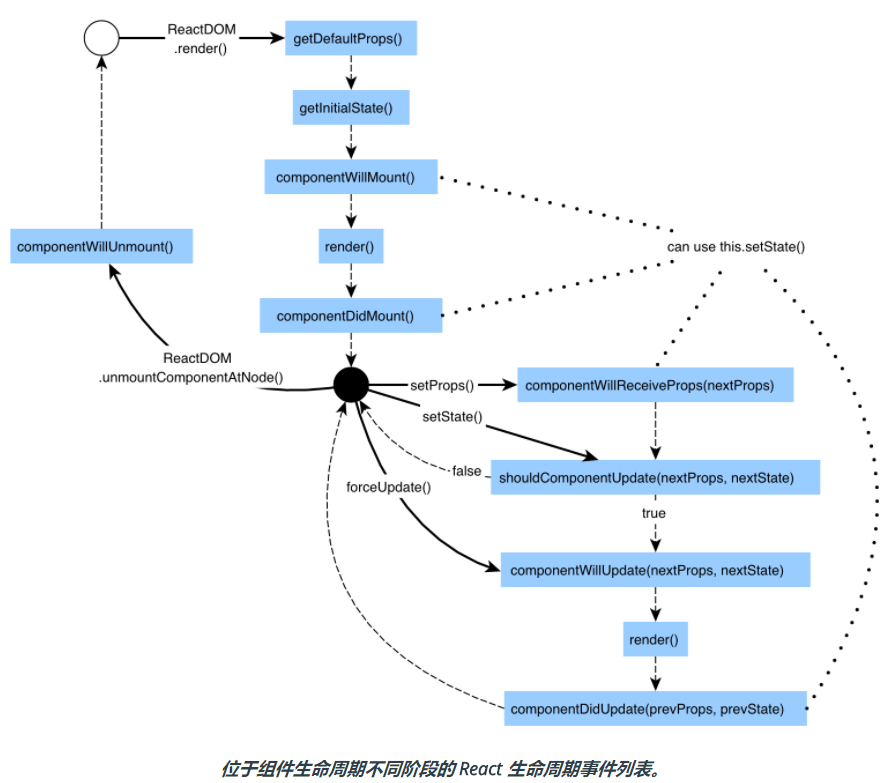 ReactDOM
.render()
getDefaultProps()
getInitialState()
componentWillMount()
componentWillUnmount()
render()
can use this.setState()
componentDidMount()
ReactDOM
.unmountComponentAtNode()
setProps()
componentWillReceiveProps(nextProps)
setState()
false
shouldComponentUpdate(nextProps, nextState)
forceUpdate()
true
componentWillUpdate(nextProps, nextState)
render()
componentDidUpdate(prevProps, prevState)
位于组件生命周期不同阶段的 React 生命周期事件列表。